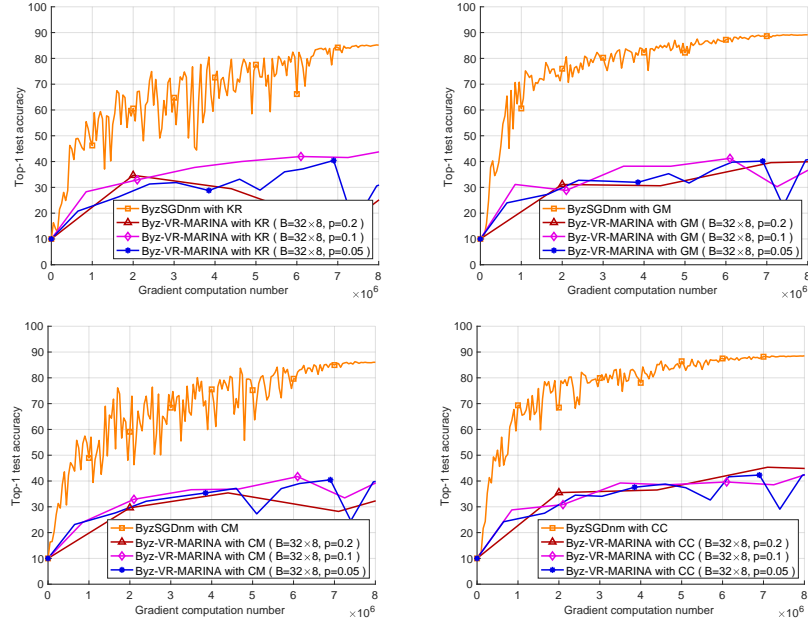 100
90
80
70
60
50
40
30
20
10
0
Top-1 test accuracy
ByzSGDnm with KR
Byz-VR-MARINA with KR ( B=32×8, p=0.2)
Byz-VR-MARINA with KR ( B=32×8, p=0.1)
Byz-VR-MARINA with KR ( B=32×8, p=0.05)
0 1 2 3 4 5 6 7 8
Gradient computation number
×10^6
100
90
80
70
60
50
40
30
20
10
0
Top-1 test accuracy
ByzSGDnm with GM
Byz-VR-MARINA with GM ( B=32×8, p=0.2)
Byz-VR-MARINA with GM ( B=32×8, p=0.1)
Byz-VR-MARINA with GM ( B=32×8, p=0.05)
0 1 2 3 4 5 6 7 8
Gradient computation number
×10^6
100
90
80
70
60
50
40
30
20
10
0
Top-1 test accuracy
ByzSGDnm with CM
Byz-VR-MARINA with CM ( B=32×8, p=0.2)
Byz-VR-MARINA with CM ( B=32×8, p=0.1)
Byz-VR-MARINA with CM ( B=32×8, p=0.05)
0 1 2 3 4 5 6 7 8
Gradient computation number
×10^6
100
90
80
70
60
50
40
30
20
10
0
Top-1 test accuracy
ByzSGDnm with CC
Byz-VR-MARINA with CC ( B=32×8, p=0.2)
Byz-VR-MARINA with CC ( B=32×8, p=0.1)
Byz-VR-MARINA with CC ( B=32×8, p=0.05)
0 1 2 3 4 5 6 7 8
Gradient computation number
×10^6